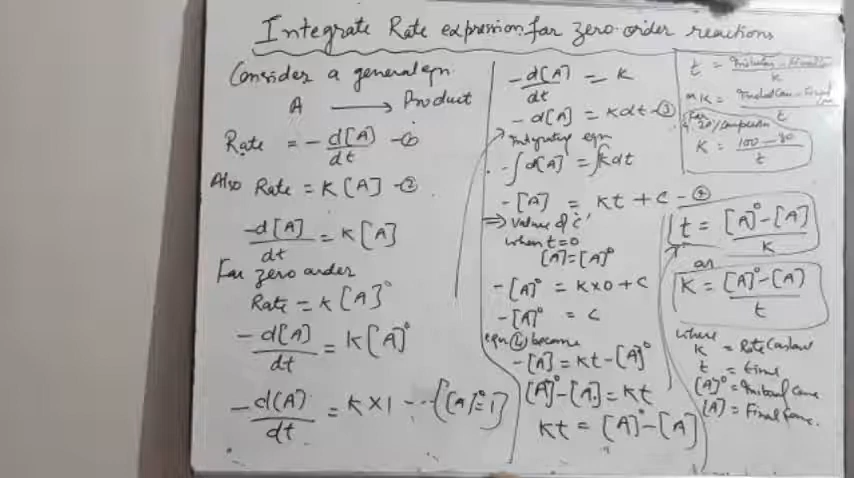 Integrate Rate expression for zero order reactions
Consider a general eqn
A ⟶ Product
Rate = -d[A]/dt -①
Also Rate = K[A] -②
-d[A]/dt = K[A]
For zero order
Rate = K[A]°
-d[A]/dt = K[A]°
-d[A]/dt = K×1 --- {[A]°=1}
-d[A]/dt = K
-d[A] = Kdt -③
Integrating eqn
-∫d[A] = ∫Kdt
-[A] = Kt + C -④
⇒ Value of 'c'
when t=0
[A]=[A]°
-[A]° = K×0 + C
-[A]° = C
eqn ④ become
-[A] = Kt-[A]°
[A]°-[A] = Kt
Kt = [A]°-[A]
t = /K
K = /t
For
K = 100-80/t
t = [A]°-[A]/K
or
K = [A]°-[A]/t
where
K = Rate Constant
t = time
[A]° = Initial Conc
[A] = Final Conc.